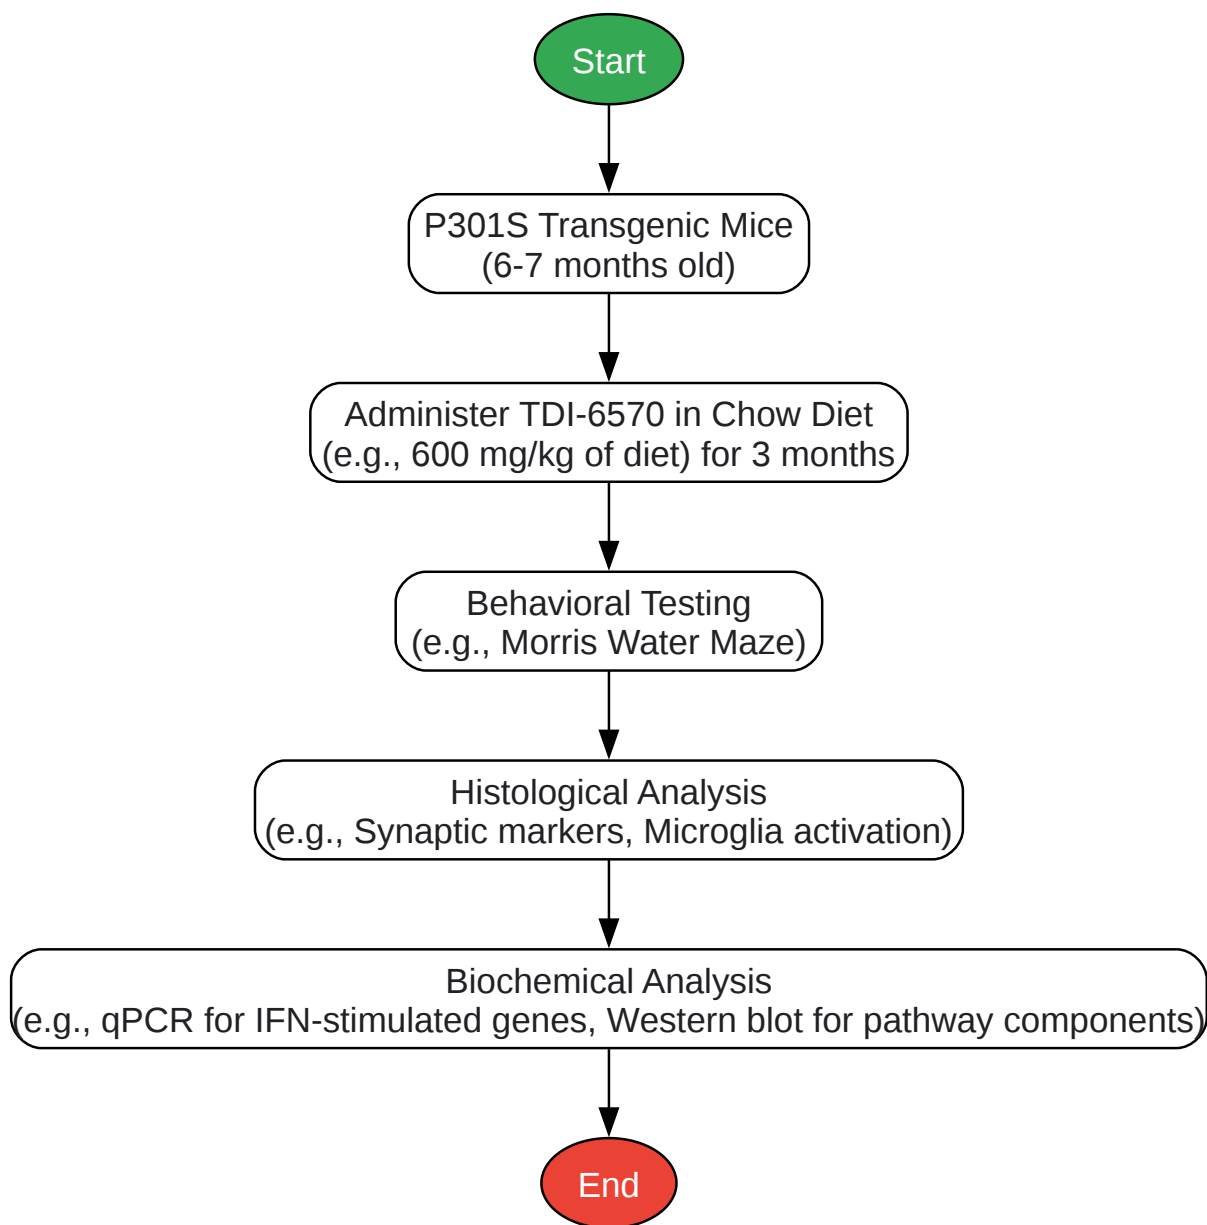 Start
P301S Transgenic Mice
(6-7 months old)
Administer TDI-6570 in Chow Diet
(e.g., 600 mg/kg of diet) for 3 months
Behavioral Testing
(e.g., Morris Water Maze)
Histological Analysis
(e.g., Synaptic markers, Microglia activation)
Biochemical Analysis
(e.g., qPCR for IFN-stimulated genes, Western blot for pathway components)
End